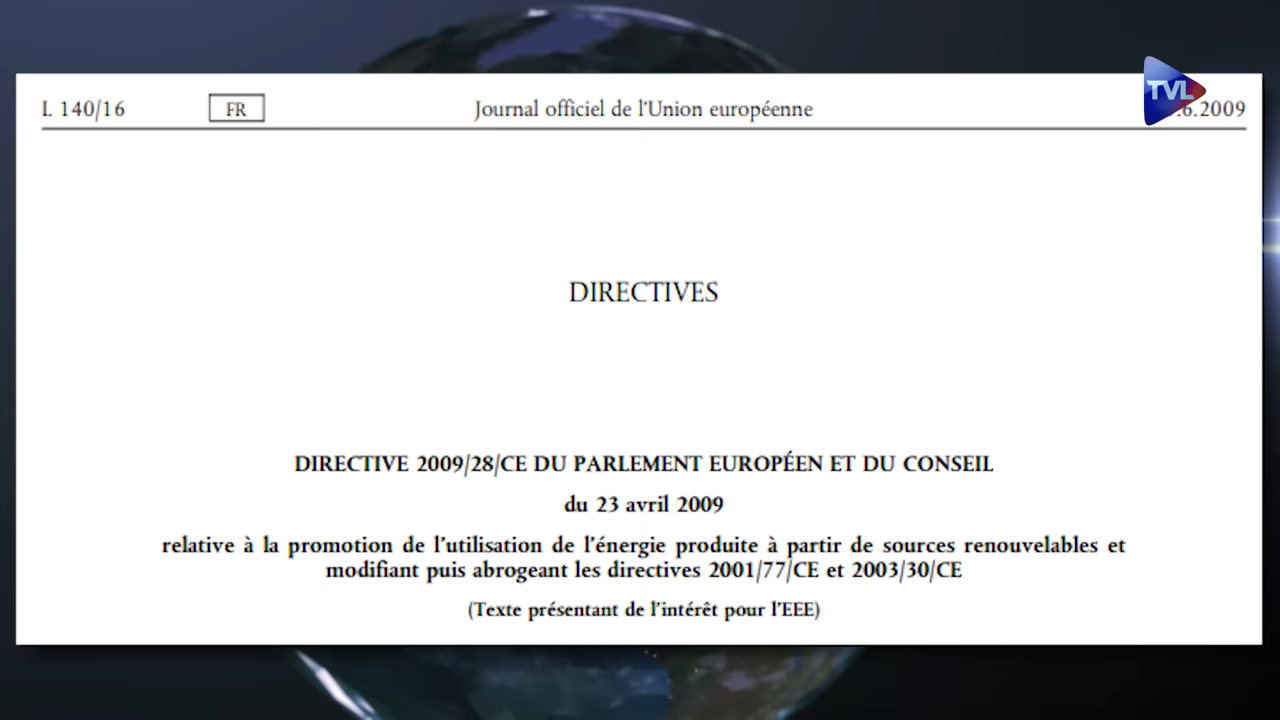 L 140/16 FR Journal officiel de l'Union européenne .6.2009
TVL
DIRECTIVES
DIRECTIVE 2009/28/CE DU PARLEMENT EUROPÉEN ET DU CONSEIL
du 23 avril 2009
relative à la promotion de l'utilisation de l'énergie produite à partir de sources renouvelables et
modifiant puis abrogeant les directives 2001/77/CE et 2003/30/CE
(Texte présentant de l'intérêt pour l'EEE)